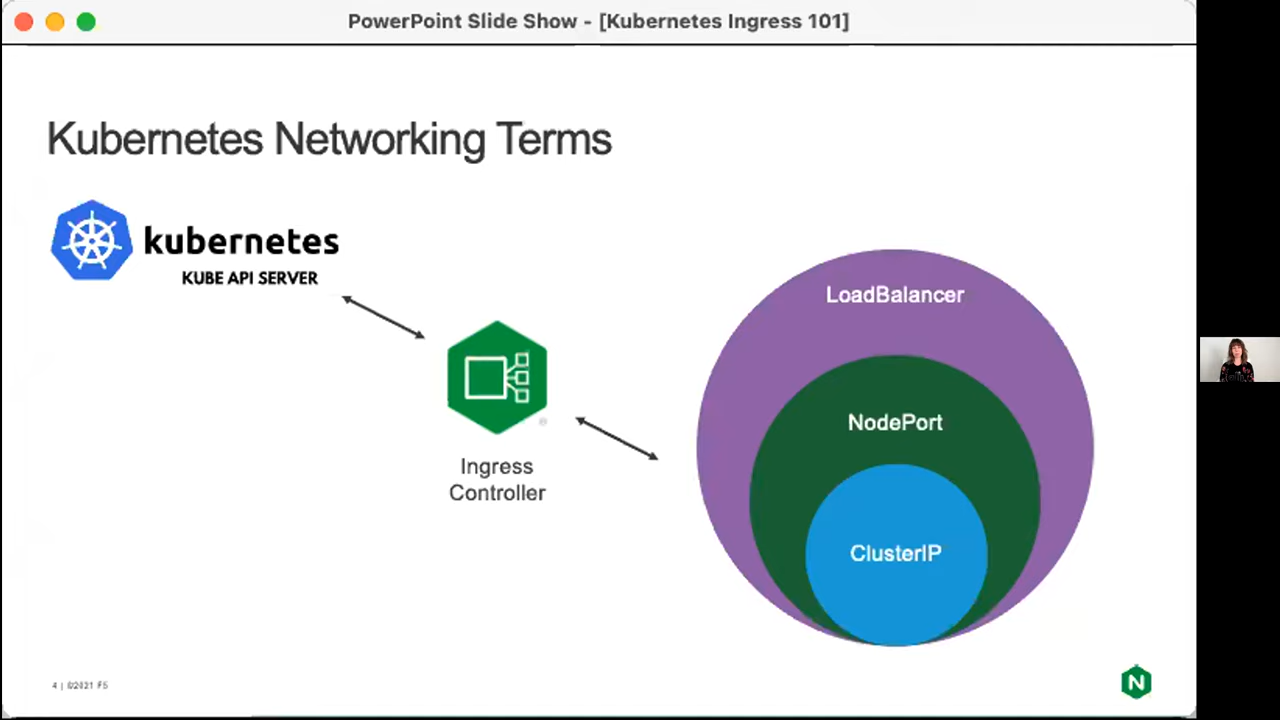 PowerPoint Slide Show - [Kubernetes Ingress 101]
Kubernetes Networking Terms
kubernetes
KUBE API SERVER
Ingress
Controller
LoadBalancer
NodePort
ClusterIP
4 | ©2021 F5
N